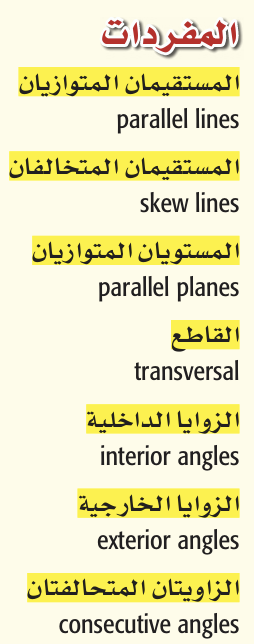 المفردات
المستقيمان المتوازيان
parallel lines
المستقيمان المتخالفان
skew lines
المستويان المتوازيان
parallel planes
القاطع
transversal
الزوايا الداخلية
interior angles
الزوايا الخارجية
exterior angles
الزاويتان المتحالفتان
consecutive angles